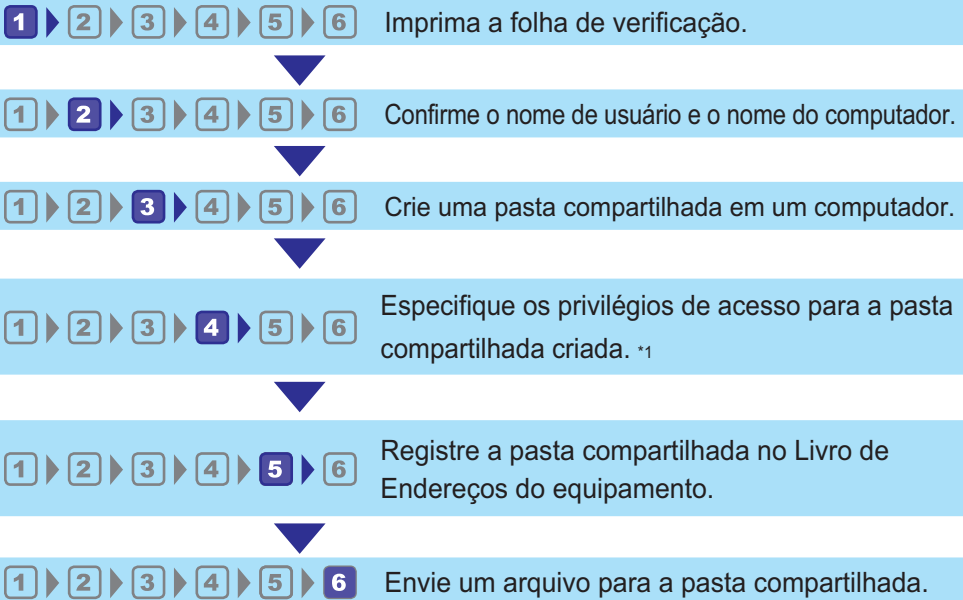 1 2 3 4 5 6 Imprima a folha de verificação.
1 2 3 4 5 6 Confirme o nome de usuário e o nome do computador.
1 2 3 4 5 6 Crie uma pasta compartilhada em um computador.
1 2 3 4 5 6 Especifique os privilégios de acesso para a pasta
compartilhada criada. *1
1 2 3 4 5 6 Registre a pasta compartilhada no Livro de
Endereços do equipamento.
1 2 3 4 5 6 Envie um arquivo para a pasta compartilhada.